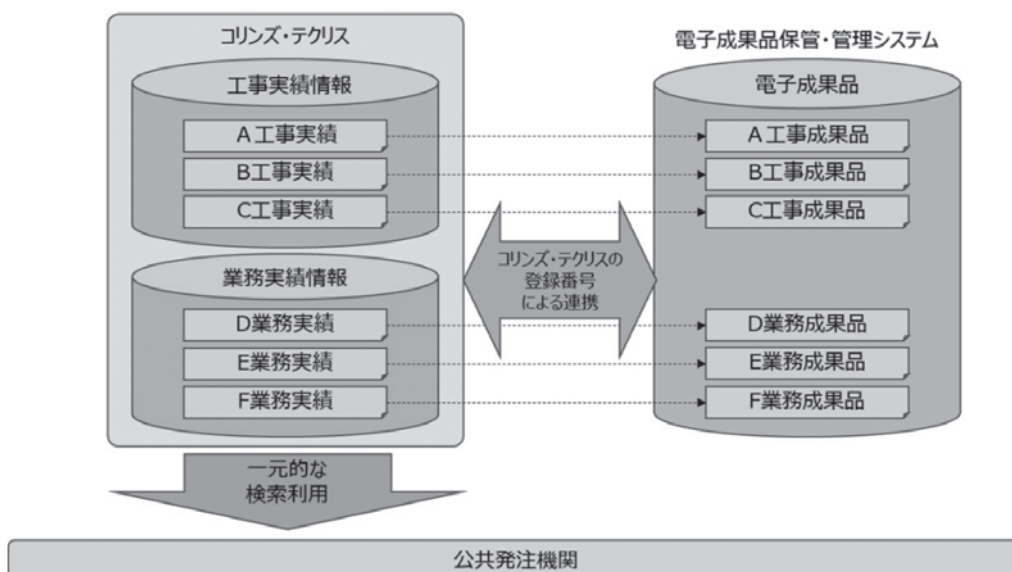 コリンズ・テクリス
電子成果品保管・管理システム
工事実績情報
A工事実績
B工事実績
C工事実績
業務実績情報
D業務実績
E業務実績
F業務実績
コリンズ・テクリスの
登録番号
による連携
電子成果品
A工事成果品
B工事成果品
C工事成果品
D業務成果品
E業務成果品
F業務成果品
一元的な
検索利用
公共発注機関